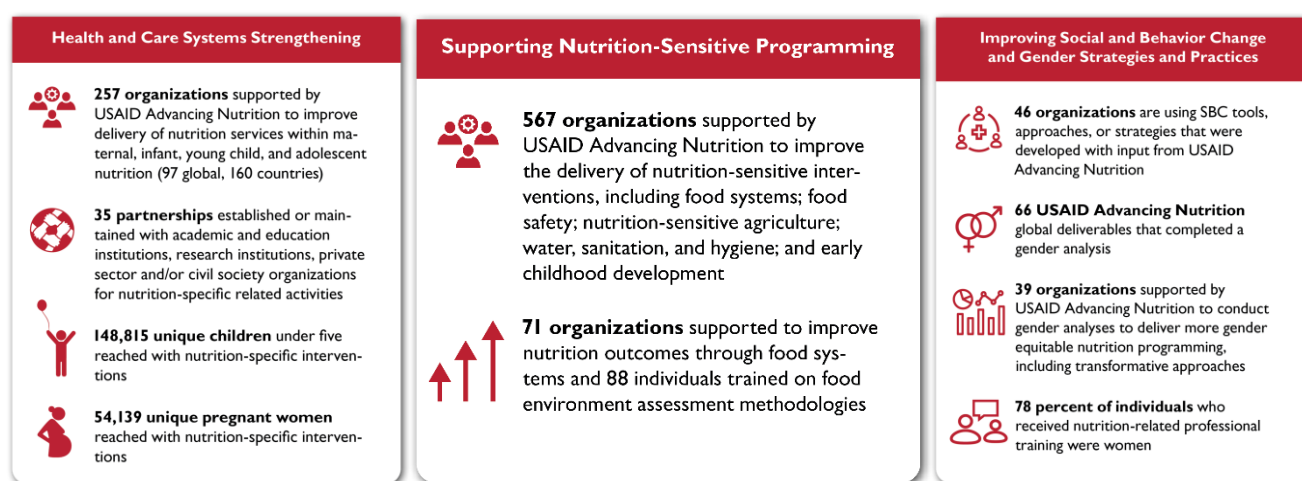 Health and Care Systems Strengthening
257 organizations supported by
USAID Advancing Nutrition to improve
delivery of nutrition services within ma-
ternal, infant, young child, and adolescent
nutrition (97 global, 160 countries)
35 partnerships established or main-
tained with academic and education
institutions, research institutions, private
sector and/or civil society organizations
for nutrition-specific related activities
148,815 unique children under five
reached with nutrition-specific interven-
tions
54,139 unique pregnant women
reached with nutrition-specific interven-
tions
Supporting Nutrition-Sensitive Programming
567 organizations supported by
USAID Advancing Nutrition to improve
the delivery of nutrition-sensitive inter-
ventions, including food systems; food
safety; nutrition-sensitive agriculture;
water, sanitation, and hygiene; and early
childhood development
71 organizations supported to improve
nutrition outcomes through food sys-
tems and 88 individuals trained on food
environment assessment methodologies
Improving Social and Behavior Change
and Gender Strategies and Practices
46 organizations are using SBC tools,
approaches, or strategies that were
developed with input from USAID
Advancing Nutrition
66 USAID Advancing Nutrition
global deliverables that completed a
gender analysis
39 organizations supported by
USAID Advancing Nutrition to conduct
gender analyses to deliver more gender
equitable nutrition programming,
including transformative approaches
78 percent of individuals who
received nutrition-related professional
training were women